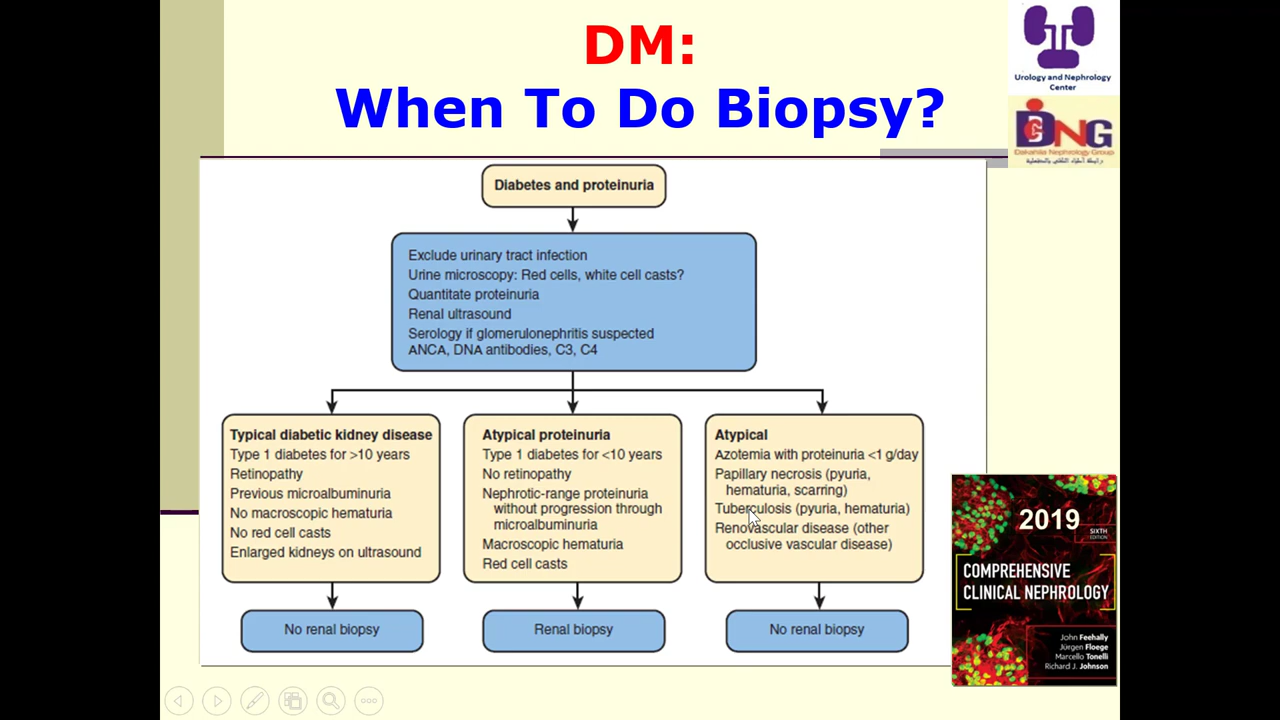 DM:
When To Do Biopsy?
Urology and Nephrology
Center
DNG
Dakahlia Nephrology Group
Diabetes and proteinuria
Exclude urinary tract infection
Urine microscopy: Red cells, white cell casts?
Quantitate proteinuria
Renal ultrasound
Serology if glomerulonephritis suspected
ANCA, DNA antibodies, C3, C4
Typical diabetic kidney disease
Type 1 diabetes for >10 years
Retinopathy
Previous microalbuminuria
No macroscopic hematuria
No red cell casts
Enlarged kidneys on ultrasound
No renal biopsy
Atypical proteinuria
Type 1 diabetes for <10 years
No retinopathy
Nephrotic-range proteinuria
without progression through
microalbuminuria
Macroscopic hematuria
Red cell casts
Renal biopsy
Atypical
Azotemia with proteinuria <1 g/day
Papillary necrosis (pyuria,
hematuria, scarring)
Tuberculosis (pyuria, hematuria)
Renovascular disease (other
occlusive vascular disease)
No renal biopsy
2019
SIXTH
EDITION
COMPREHENSIVE
CLINICAL NEPHROLOGY
John Feehally
Jürgen Floege
Marcello Tonelli
Richard J. Johnson